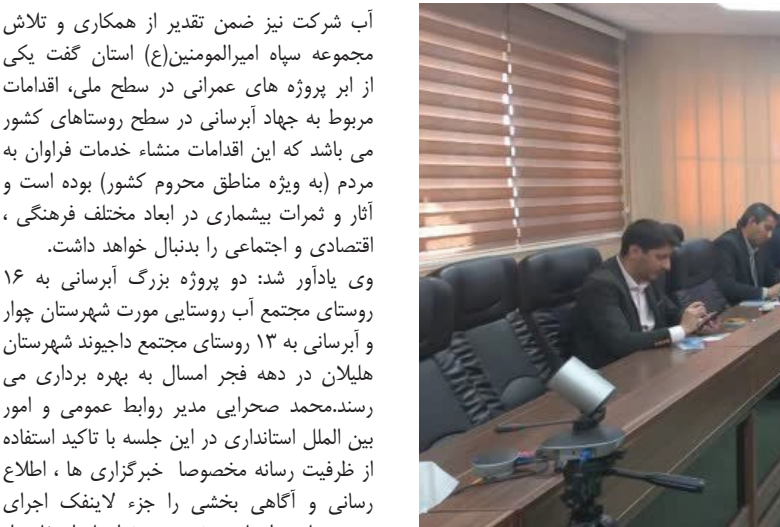 آب شرکت نیز ضمن تقدیر از همکاری و تلاش
مجموعه سپاه امیرالمومنین(ع) استان گفت یکی
از ابر پروژه های عمرانی در سطح ملی، اقدامات
مربوط به جهاد آبرسانی در سطح روستاهای کشور
می باشد که این اقدامات منشاء خدمات فراوان به
مردم (به ویژه مناطق محروم کشور) بوده است و
آثار و ثمرات بیشماری در ابعاد مختلف فرهنگی ،
اقتصادی و اجتماعی را بدنبال خواهد داشت.
وی یادآور شد: دو پروژه بزرگ آبرسانی به ۱۶
روستای مجتمع آب روستایی مورت شهرستان چوار
و آبرسانی به ۱۳ روستای مجتمع داجیوند شهرستان
هلیلان در دهه فجر امسال به بهره برداری می
رسند.محمد صحرایی مدیر روابط عمومی و امور
بین الملل استانداری در این جلسه با تاکید استفاده
از ظرفیت رسانه مخصوصا خبرگزاری ها ، اطلاع
رسانی و آگاهی بخشی را جزء لاینفک اجرای